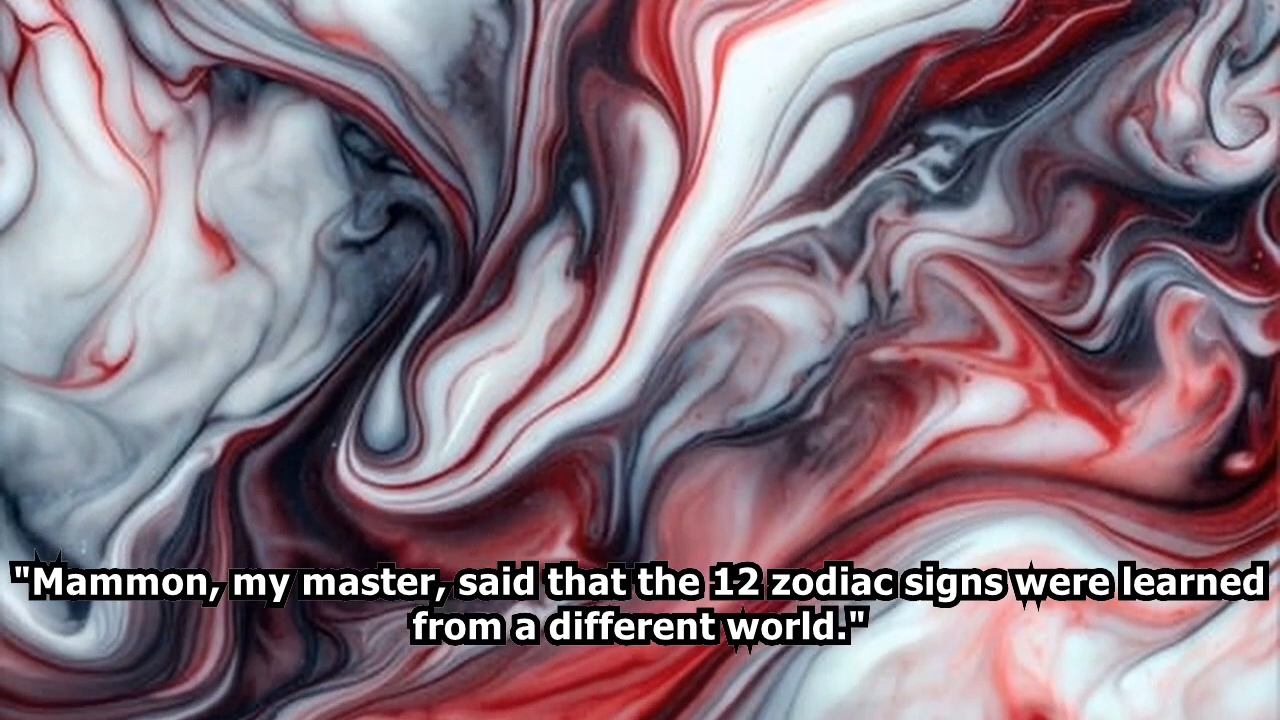 "Mammon, my master, said that the 12 zodiac signs were learned
from a different world."